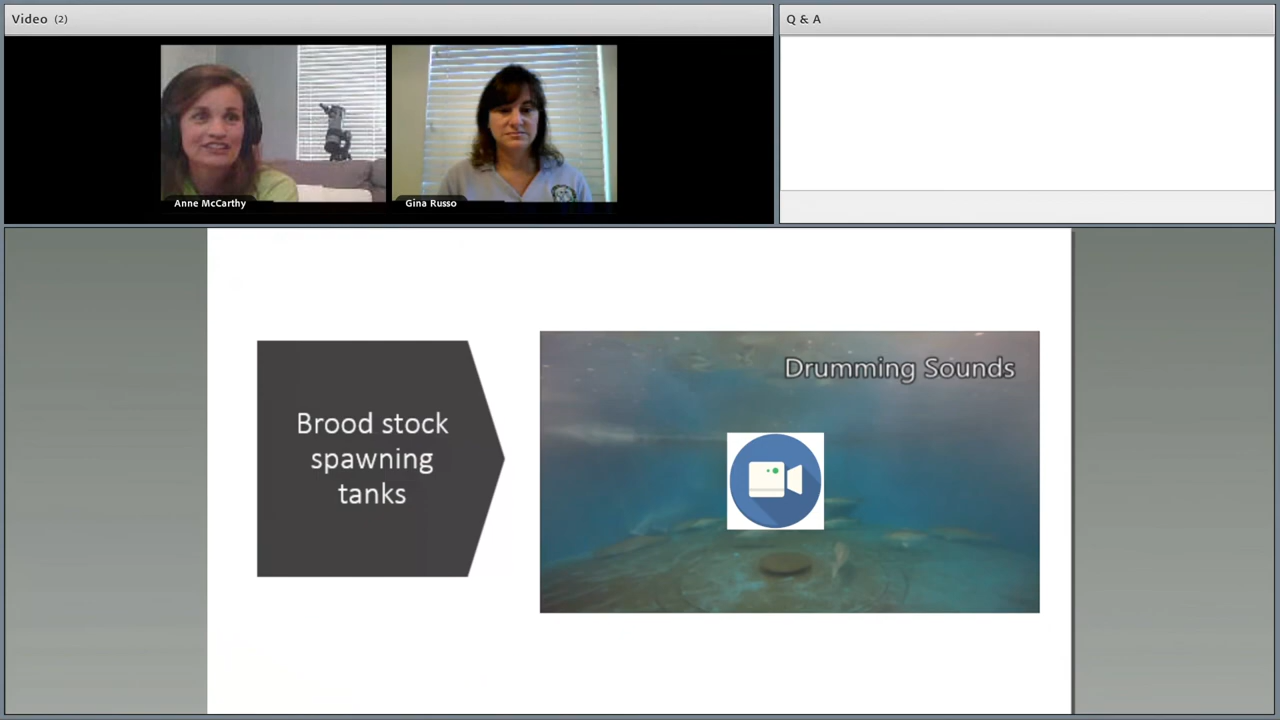 Video (2)
Q & A
Anne McCarthy
Gina Russo
Brood stock
spawning
tanks
Drumming Sounds